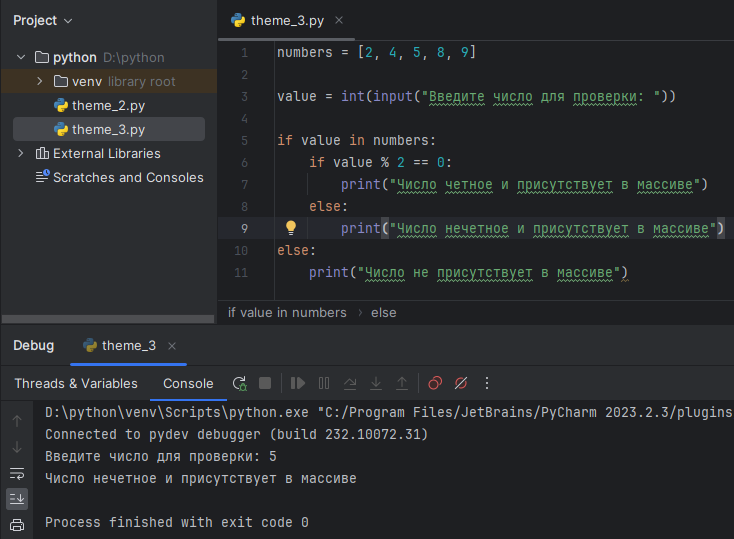 Project
theme_3.py
python D:\python
venv library root
theme_2.py
theme_3.py
External Libraries
Scratches and Consoles
1 numbers = [2, 4, 5, 8, 9]
2
3 value = int(input("Введите число для проверки: "))
4
5 if value in numbers:
6 if value % 2 == 0:
7 print("Число четное и присутствует в массиве")
8 else:
9 print("Число нечетное и присутствует в массиве")
10 else:
11 print("Число не присутствует в массиве")
if value in numbers > else
Debug theme_3
Threads & Variables Console
D:\python\venv\Scripts\python.exe "C:/Program Files/JetBrains/PyCharm 2023.2.3/plugins
Connected to pydev debugger (build 232.10072.31)
Введите число для проверки: 5
Число нечетное и присутствует в массиве
Process finished with exit code 0